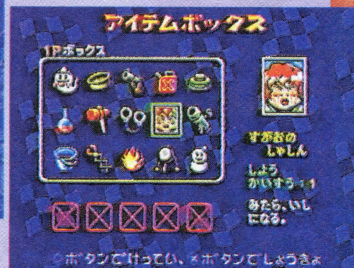 アイテムボックス
1Pボックス
すがおの
しゃしん
しよう
かいすう:1
みたら、いし
になる。
○ボタンでけってい、×ボタンでしょうきょ